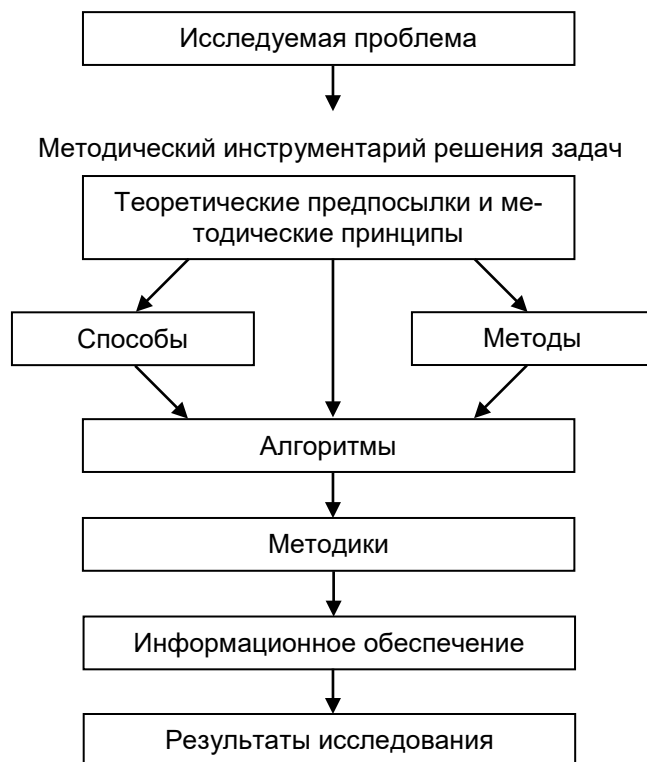 Исследуемая проблема
Методический инструментарий решения задач
Теоретические предпосылки и ме-
тодические принципы
Способы
Методы
Алгоритмы
Методики
Информационное обеспечение
Результаты исследования